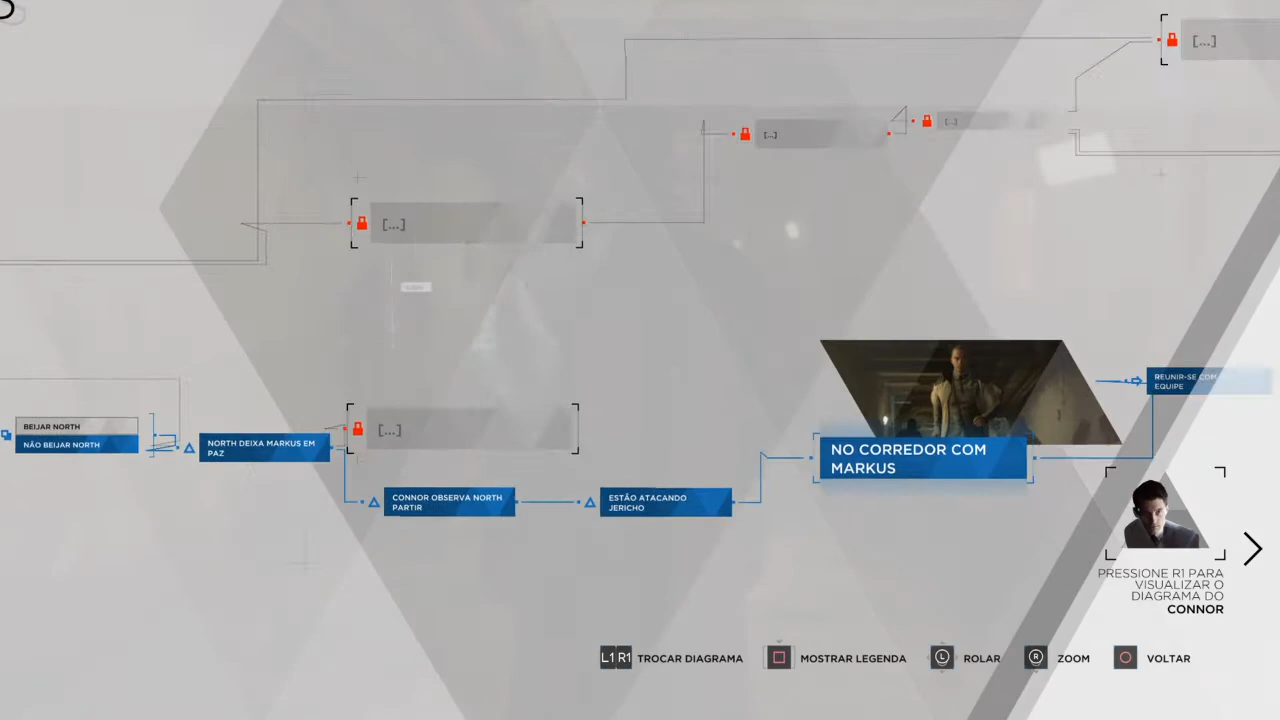 [...]
[...]
[...]
[...]
REUNIR-SE COM
EQUIPE
BEIJAR NORTH
NÃO BEIJAR NORTH
NORTH DEIXA MARKUS EM
PAZ
[...]
NO CORREDOR COM
MARKUS
CONNOR OBSERVA NORTH
PARTIR
ESTÃO ATACANDO
JERICHO
PRESSIONE R1 PARA
VISUALIZAR O
DIAGRAMA DO
CONNOR
L1 R1 TROCAR DIAGRAMA
MOSTRAR LEGENDA
L ROLAR
R ZOOM
VOLTAR